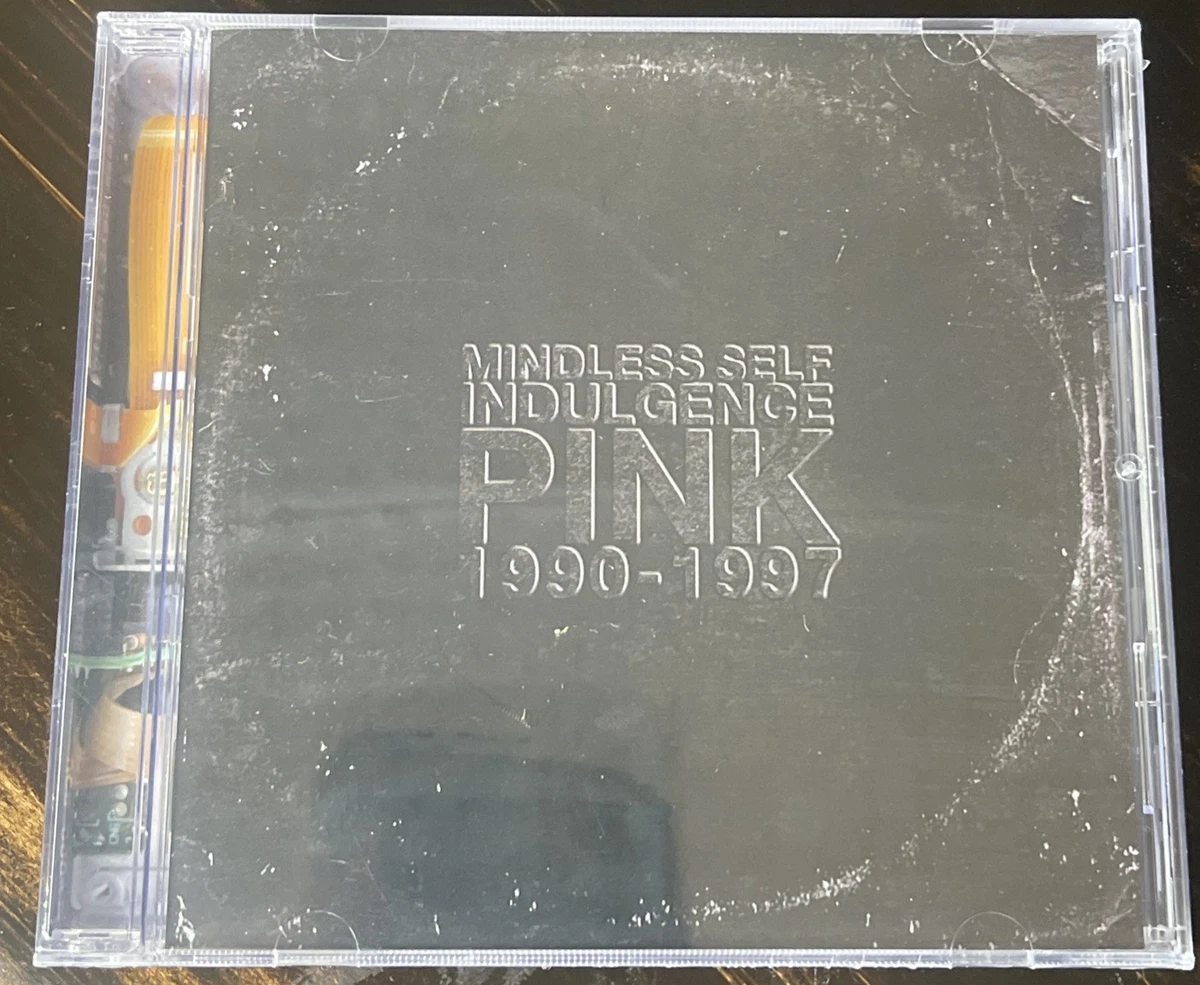 MINDLESS SELF
INDULGENCE
PINK
1990-1997